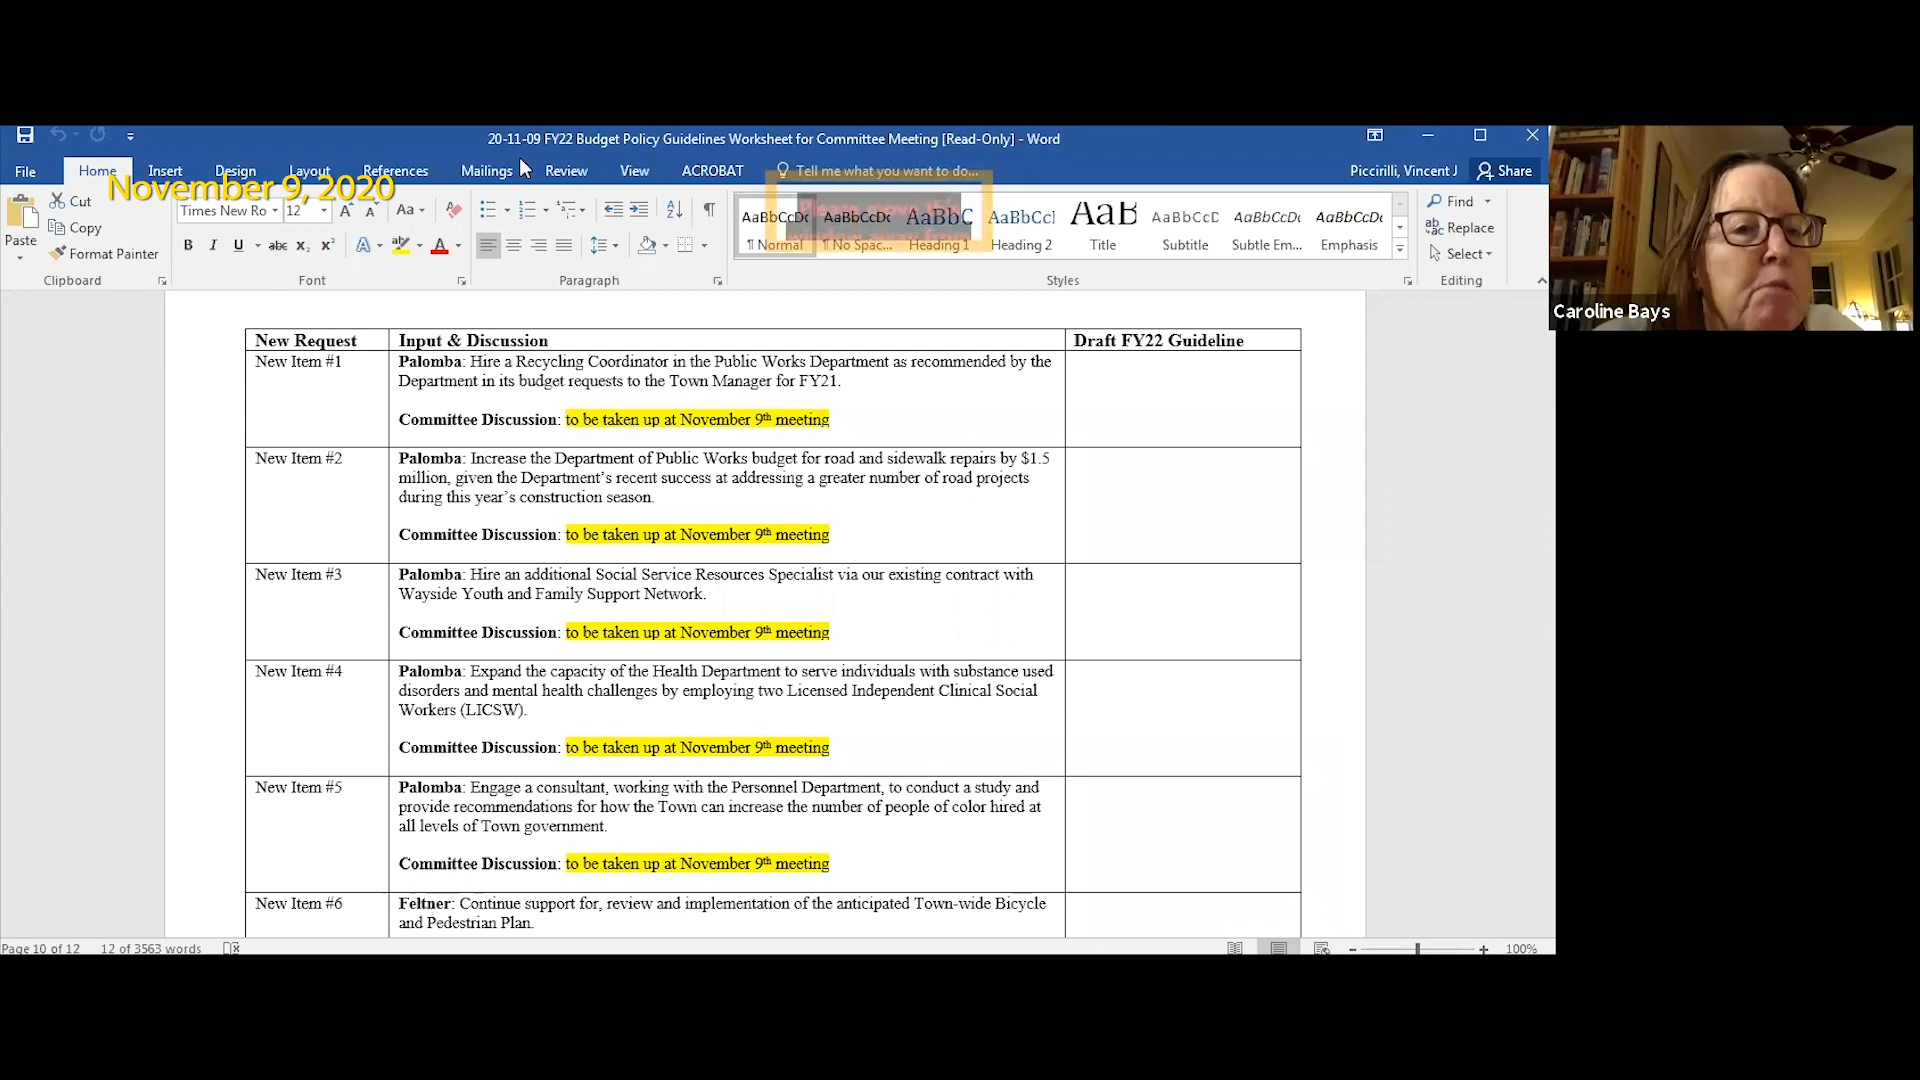 20-11-09 FY22 Budget Policy Guidelines Worksheet for Committee Meeting [Read-Only] - Word
File Home Insert Design Layout References Mailings Review View ACROBAT Tell me what you want to do... Piccirilli, Vincent J Share
November 9, 2020
Cut
Copy
Format Painter
Paste
Clipboard
Times New Ro 12
Font
Paragraph
AaBbCcDc AaBbCcDc AaBbC AaBbCcI AaB AaBbCcD AaBbCcDc AaBbCcDc
¶ Normal ¶ No Spac... Heading 1 Heading 2 Title Subtitle Subtle Em... Emphasis
Styles
Find
Replace
Select
Editing
Caroline Bays
New Request Input & Discussion Draft FY22 Guideline
New Item #1 Palomba: Hire a Recycling Coordinator in the Public Works Department as recommended by the
Department in its budget requests to the Town Manager for FY21.
Committee Discussion: to be taken up at November 9th meeting
New Item #2 Palomba: Increase the Department of Public Works budget for road and sidewalk repairs by $1.5
million, given the Department's recent success at addressing a greater number of road projects
during this year's construction season.
Committee Discussion: to be taken up at November 9th meeting
New Item #3 Palomba: Hire an additional Social Service Resources Specialist via our existing contract with
Wayside Youth and Family Support Network.
Committee Discussion: to be taken up at November 9th meeting
New Item #4 Palomba: Expand the capacity of the Health Department to serve individuals with substance used
disorders and mental health challenges by employing two Licensed Independent Clinical Social
Workers (LICSW).
Committee Discussion: to be taken up at November 9th meeting
New Item #5 Palomba: Engage a consultant, working with the Personnel Department, to conduct a study and
provide recommendations for how the Town can increase the number of people of color hired at
all levels of Town government.
Committee Discussion: to be taken up at November 9th meeting
New Item #6 Feltner: Continue support for, review and implementation of the anticipated Town-wide Bicycle
and Pedestrian Plan.
Page 10 of 12 12 of 3563 words 100%